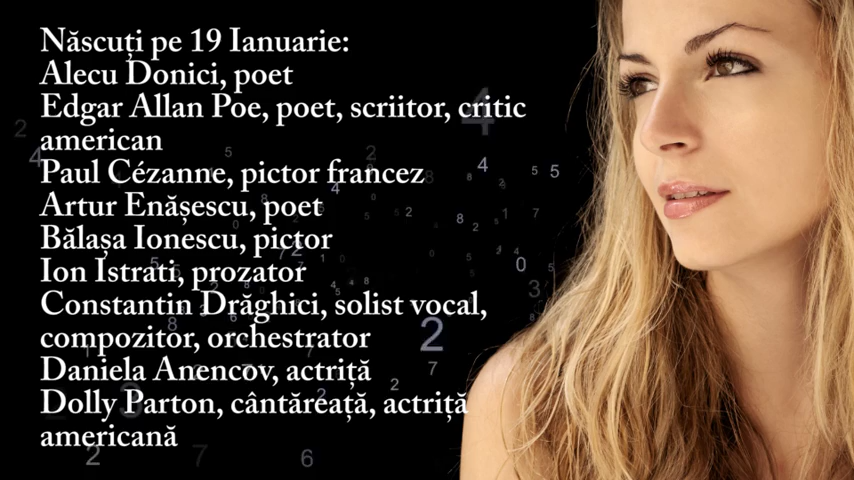 Născuți pe 19 Ianuarie:
Alecu Donici, poet
Edgar Allan Poe, poet, scriitor, critic
american
Paul Cézanne, pictor francez
Artur Enășescu, poet
Bălașa Ionescu, pictor
Ion Istrati, prozator
Constantin Drăghici, solist vocal,
compozitor, orchestrator
Daniela Anencov, actriță
Dolly Parton, cântăreață, actriță
americană